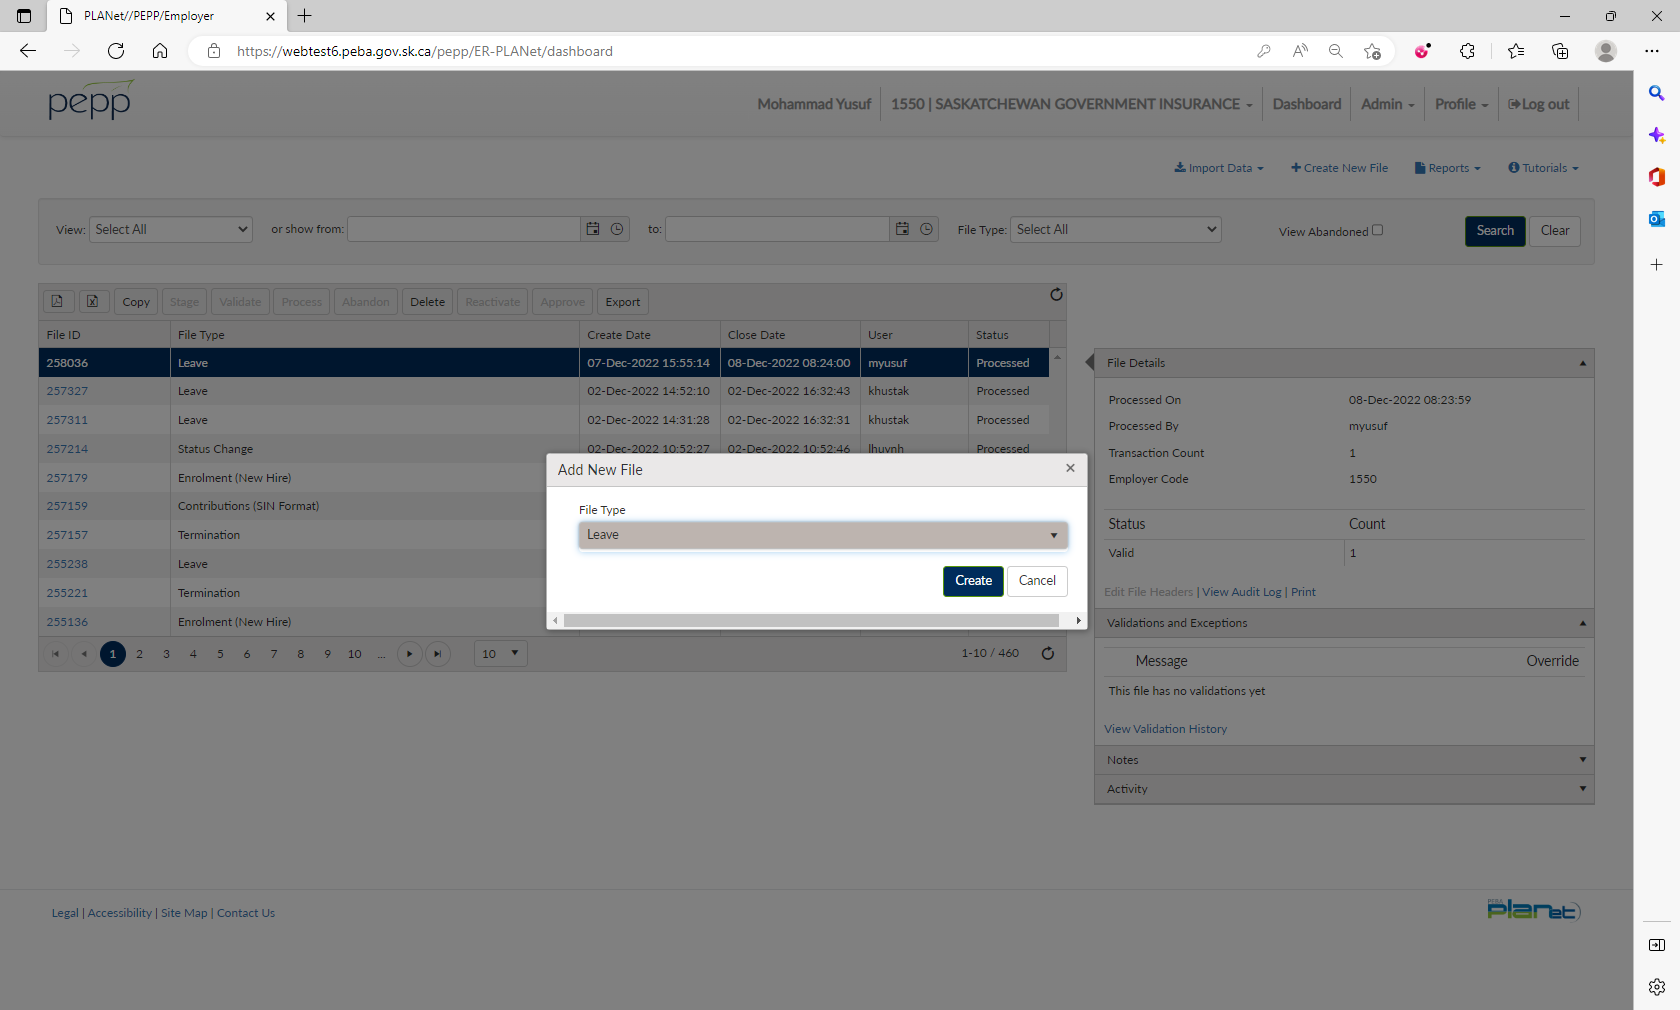 PLANet//PEPP/Employer
https://webtest6.peba.gov.sk.ca/pepp/ER-PLANet/dashboard
pepp
Mohammad Yusuf 1550 | SASKATCHEWAN GOVERNMENT INSURANCE Dashboard Admin Profile Log out
Import Data Create New File Reports Tutorials
View: Select All or show from: to: File Type: Select All View Abandoned Search Clear
Copy Stage Validate Process Abandon Delete Reactivate Approve Export
File ID File Type Create Date Close Date User Status
258036 Leave 07-Dec-2022 15:55:14 08-Dec-2022 08:24:00 myusuf Processed
257327 Leave 02-Dec-2022 14:52:10 02-Dec-2022 16:32:43 khustak Processed
257311 Leave 02-Dec-2022 14:31:28 02-Dec-2022 16:32:31 khustak Processed
257214 Status Change 02-Dec-2022 10:52:27 02-Dec-2022 10:52:46 lhuynh Processed
257179 Enrolment (New Hire)
257159 Contributions (SIN Format)
257157 Termination
255238 Leave
255221 Termination
255136 Enrolment (New Hire)
1 2 3 4 5 6 7 8 9 10 ... 10 1-10 / 460
Add New File
File Type
Leave
Create Cancel
File Details
Processed On 08-Dec-2022 08:23:59
Processed By myusuf
Transaction Count 1
Employer Code 1550
Status Count
Valid 1
Edit File Headers | View Audit Log | Print
Validations and Exceptions
Message Override
This file has no validations yet
View Validation History
Notes
Activity
Legal | Accessibility | Site Map | Contact Us
PEBA
planet